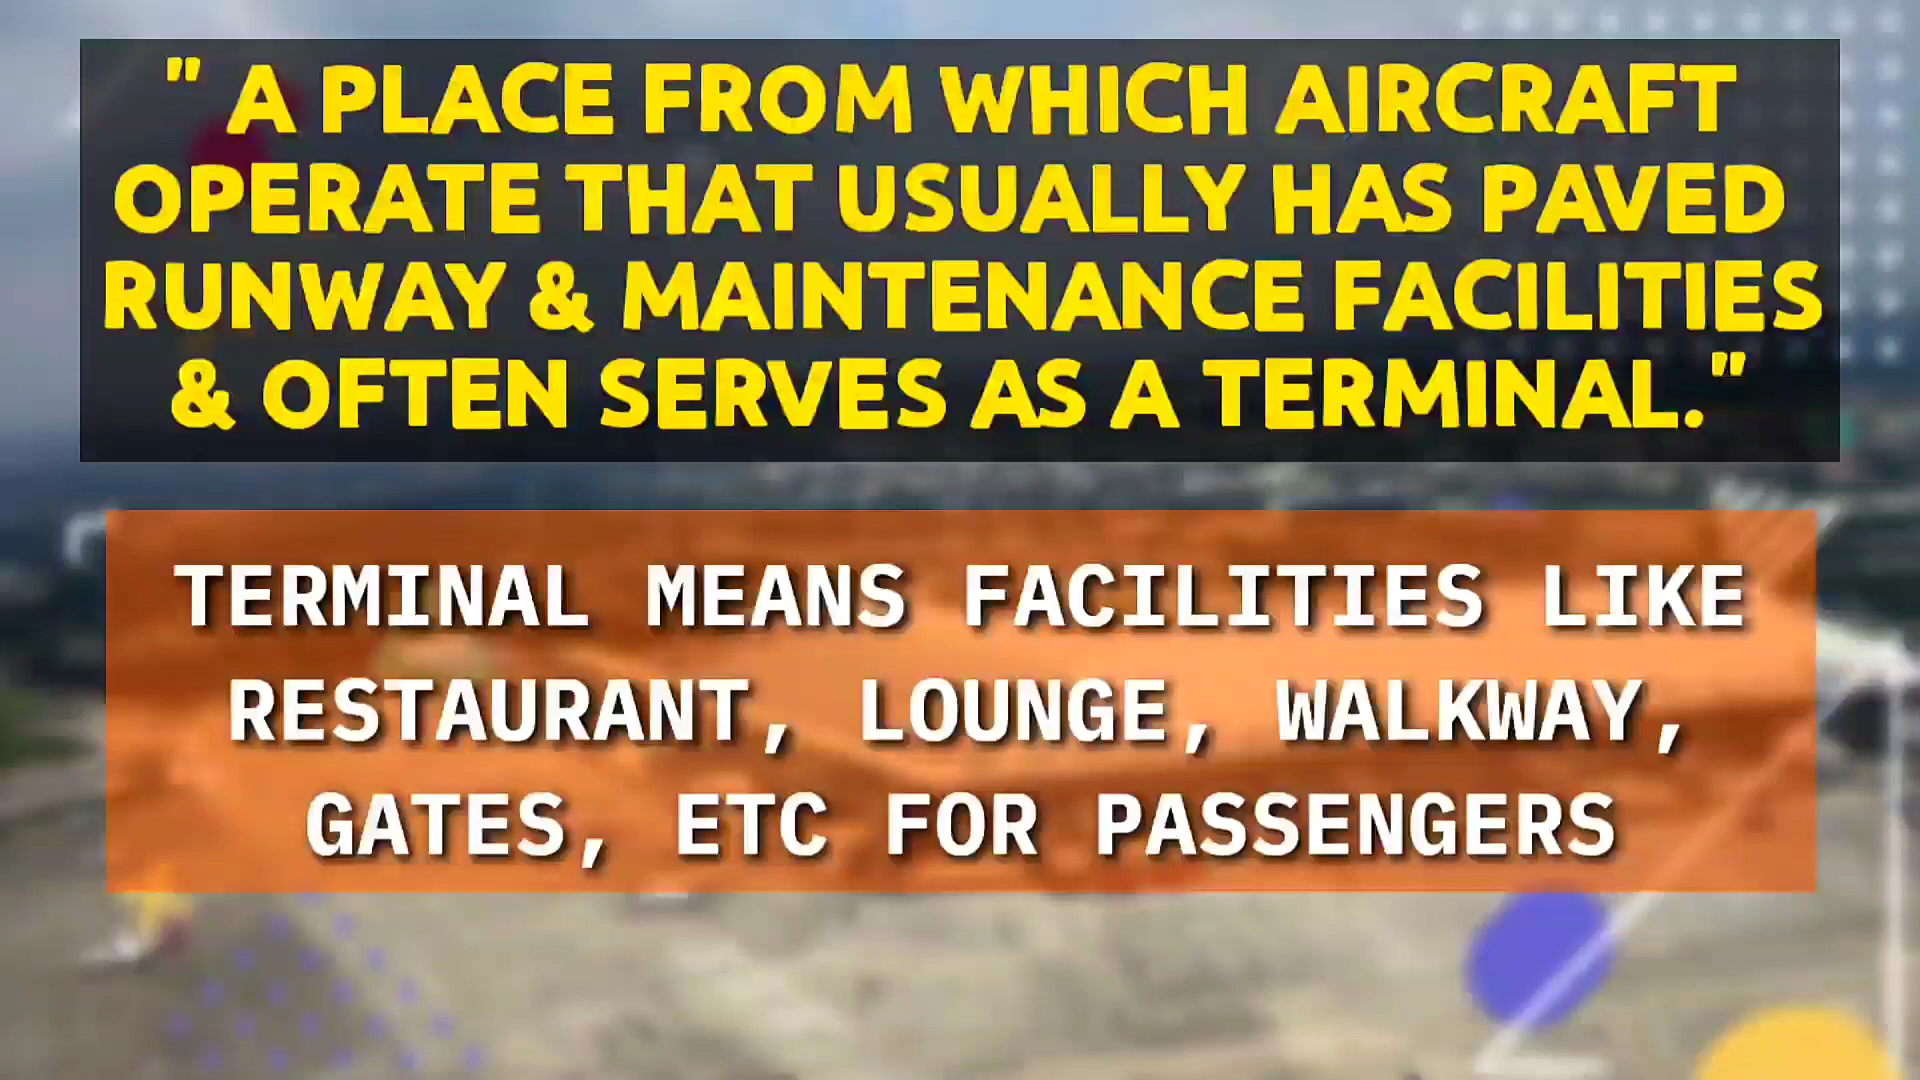 " A PLACE FROM WHICH AIRCRAFT
OPERATE THAT USUALLY HAS PAVED
RUNWAY & MAINTENANCE FACILITIES
& OFTEN SERVES AS A TERMINAL."
TERMINAL MEANS FACILITIES LIKE
RESTAURANT, LOUNGE, WALKWAY,
GATES, ETC FOR PASSENGERS